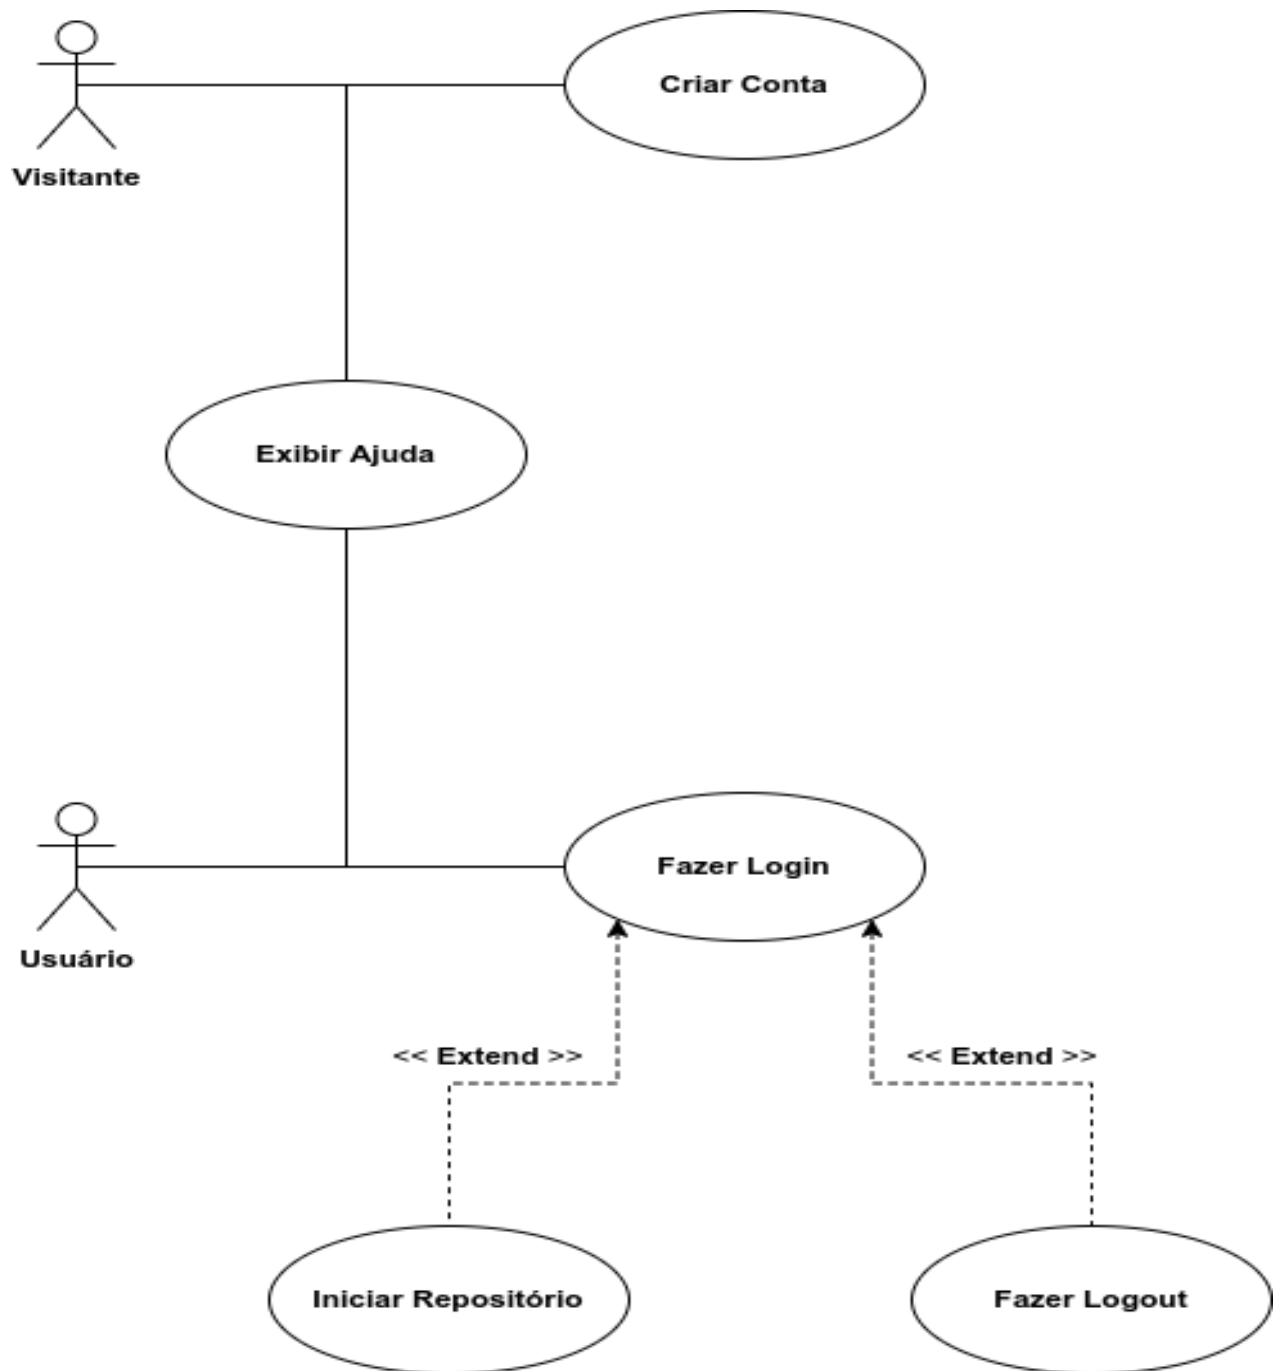 Criar Conta
Visitante
Exibir Ajuda
Fazer Login
Usuário
<< Extend >>
<< Extend >>
Iniciar Repositório
Fazer Logout